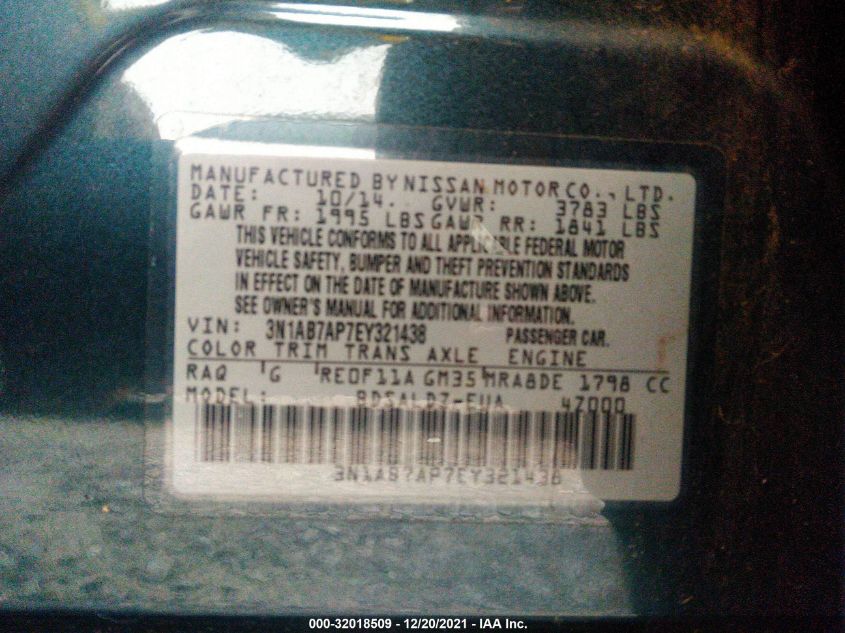 MANUFACTURED BY NISSAN MOTOR CO., LTD.
DATE: 10/14. GVWR: 3783 LBS
GAWR FR: 1995 LBS GAWR RR: 1841 LBS
THIS VEHICLE CONFORMS TO ALL APPLICABLE FEDERAL MOTOR
VEHICLE SAFETY, BUMPER AND THEFT PREVENTION STANDARDS
IN EFFECT ON THE DATE OF MANUFACTURE SHOWN ABOVE.
SEE OWNER'S MANUAL FOR ADDITIONAL INFORMATION.
VIN: 3N1AB7AP7EY321438 PASSENGER CAR.
COLOR TRIM TRANS AXLE ENGINE
RAQ G RE0F11A GM35 MRA8DE 1798 CC
MODEL: 4Z000
3N1AB7AP7EY321438
000-32018509 - 12/20/2021 - IAA Inc.